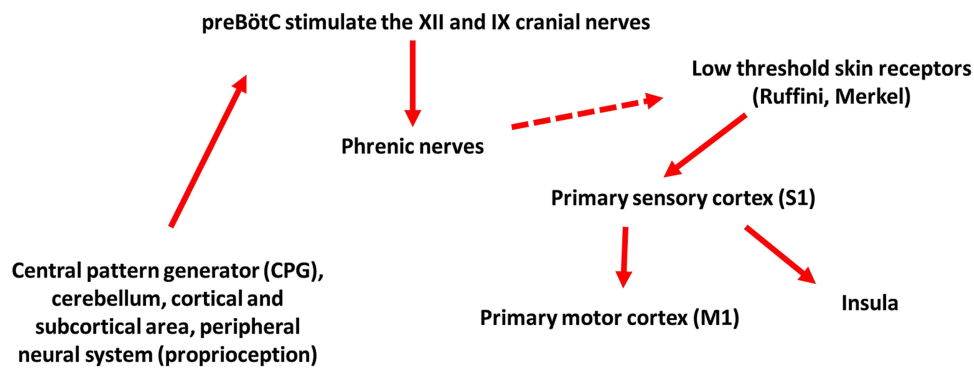 preBötC stimulate the XII and IX cranial nerves
Low threshold skin receptors
(Ruffini, Merkel)
Phrenic nerves
Primary sensory cortex (S1)
Central pattern generator (CPG),
cerebellum, cortical and
subcortical area, peripheral
neural system (proprioception)
Primary motor cortex (M1)
Insula